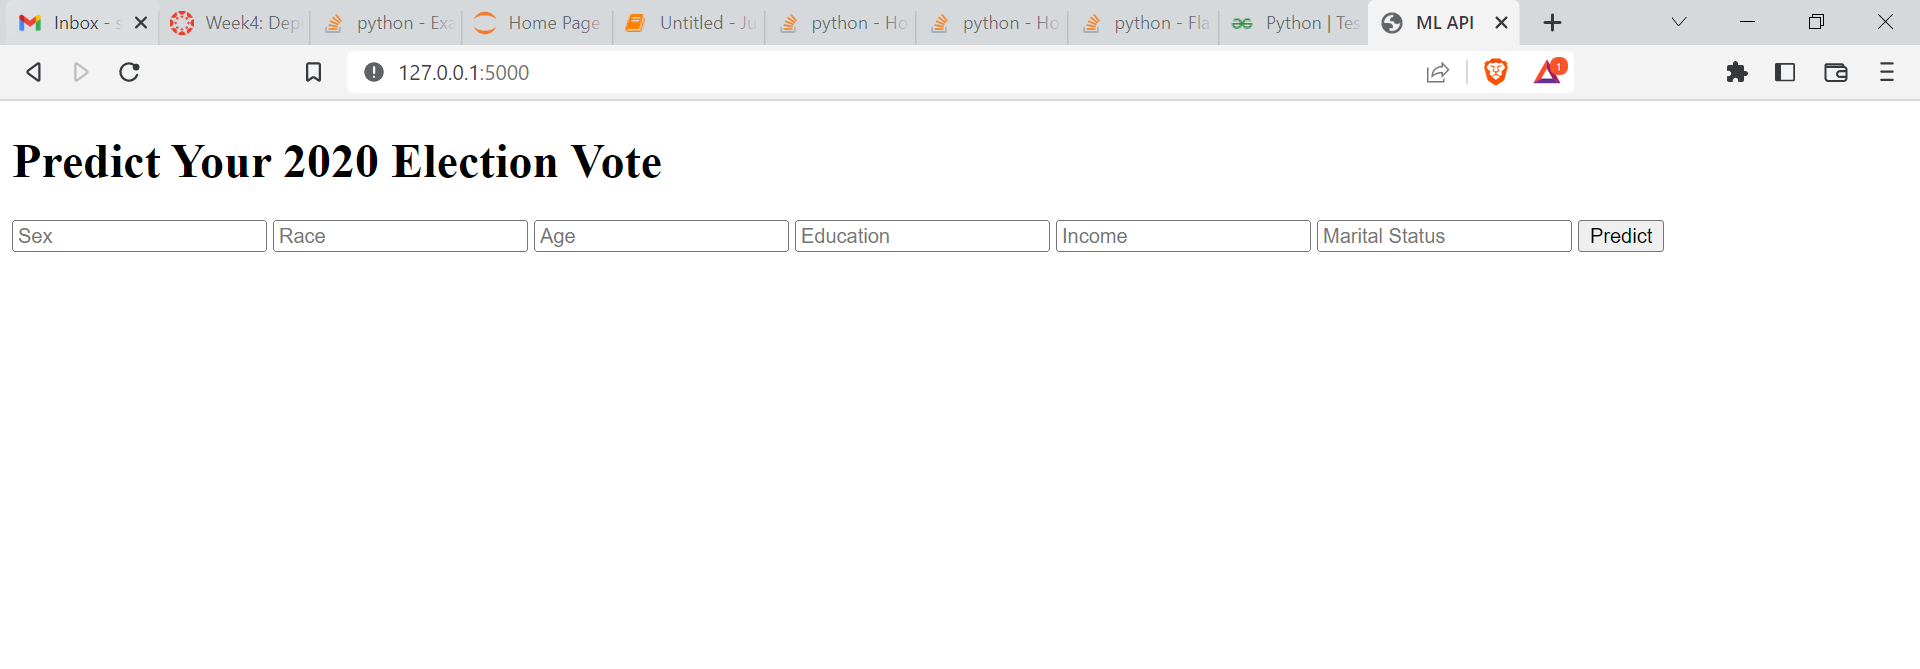 Inbox - s Week4: Dep python - Exa Home Page Untitled - Ju python - Ho python - Ho python - Fla Python | Tes ML API
127.0.0.1:5000 1
Predict Your 2020 Election Vote
Sex Race Age Education Income Marital Status Predict